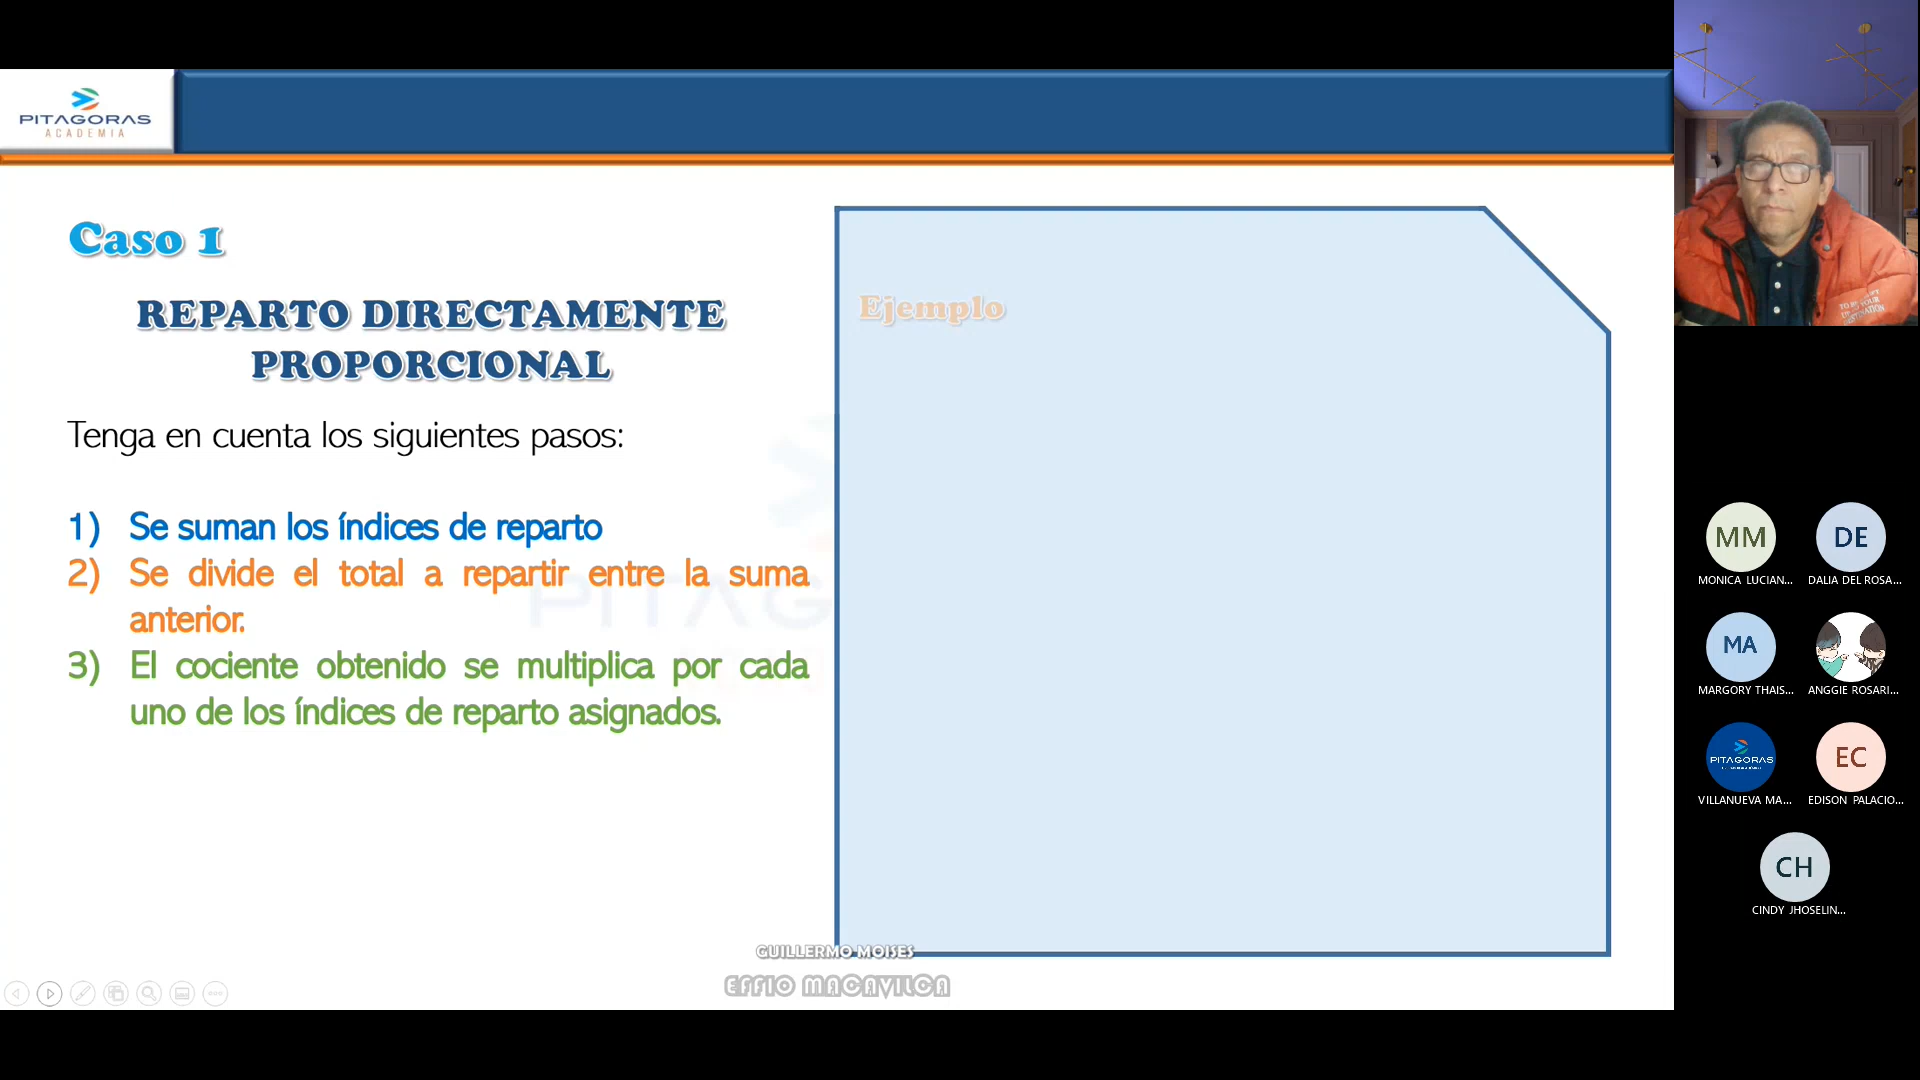 PITAGORAS
ACADEMIA
Caso 1
REPARTO DIRECTAMENTE
PROPORCIONAL
Tenga en cuenta los siguientes pasos:
1) Se suman los índices de reparto
2) Se divide el total a repartir entre la suma
anterior.
3) El cociente obtenido se multiplica por cada
uno de los índices de reparto asignados.
Ejemplo
PITAG
GUILLERMO MOISES
EFFIO MACAVILCA
MM
DE
MONICA LUCIAN...
DALIA DEL ROSA...
MA
MARGORY THAIS...
ANGGIE ROSARI...
PITAGORAS
EC
VILLANUEVA MA...
EDISON PALACIO...
CH
CINDY JHOSELIN...